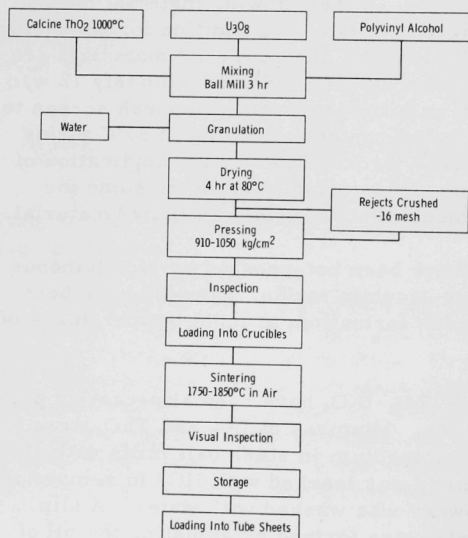 Calcine ThO2 1000°C
U3O8
Polyvinyl Alcohol
Mixing
Ball Mill 3 hr
Water
Granulation
Drying
4 hr at 80°C
Rejects Crushed
-16 mesh
Pressing
910-1050 kg/cm2
Inspection
Loading Into Crucibles
Sintering
1750-1850°C in Air
Visual Inspection
Storage
Loading Into Tube Sheets